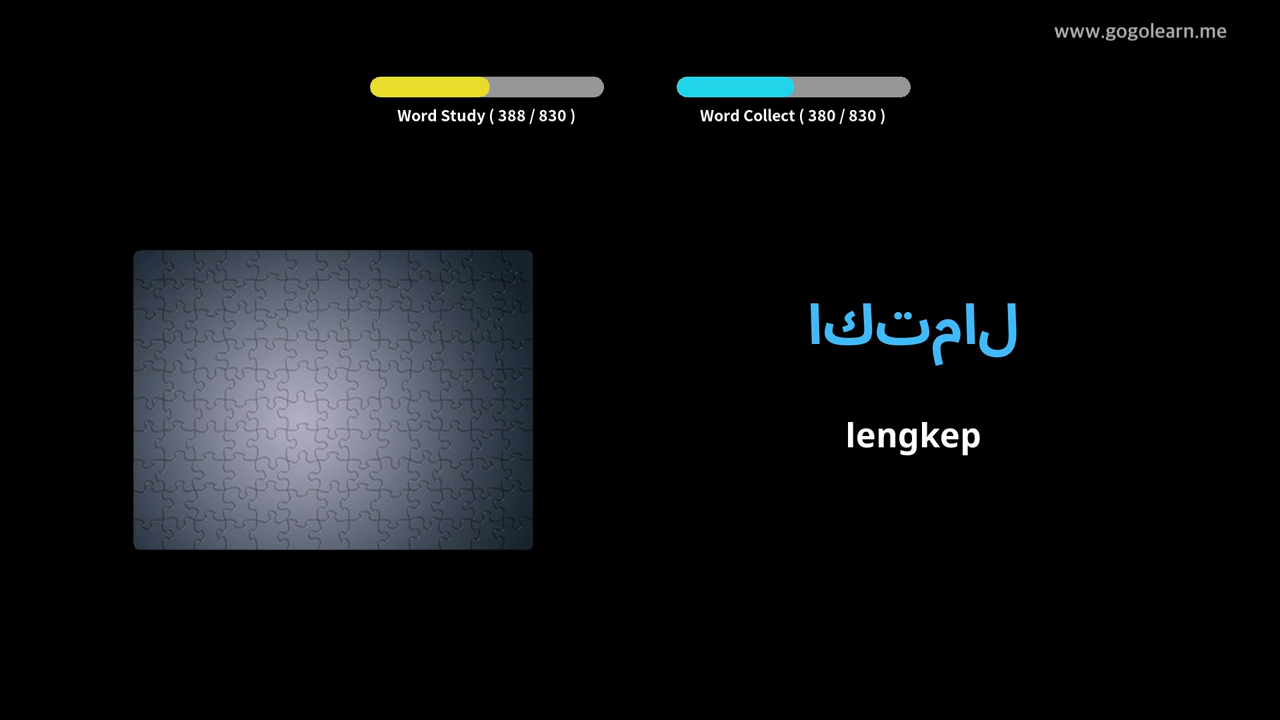 www.gogolearn.me
Word Study ( 388 / 830 )
Word Collect ( 380 / 830 )
اكتمال
lengkep